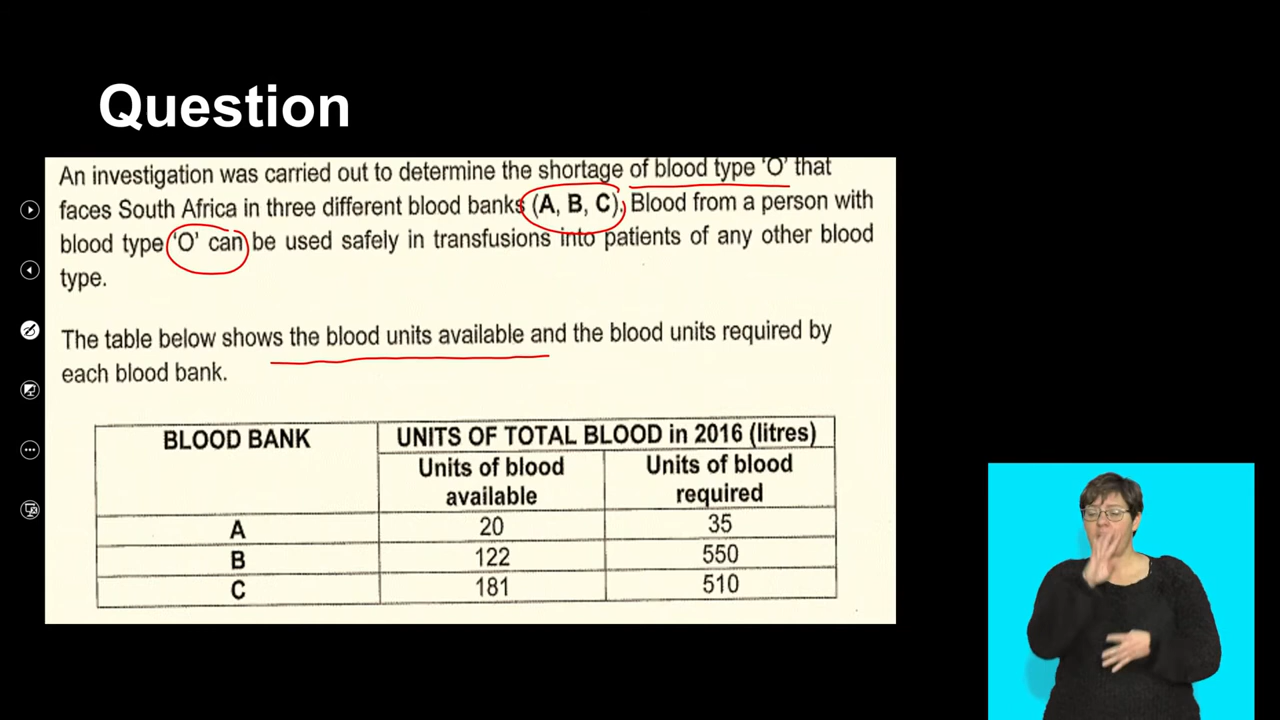 Question
An investigation was carried out to determine the shortage of blood type 'O' that
faces South Africa in three different blood banks (A, B, C). Blood from a person with
blood type 'O' can be used safely in transfusions into patients of any other blood
type.
The table below shows the blood units available and the blood units required by
each blood bank.
BLOOD BANK UNITS OF TOTAL BLOOD in 2016 (litres)
Units of blood Units of blood
available required
A 20 35
B 122 550
C 181 510